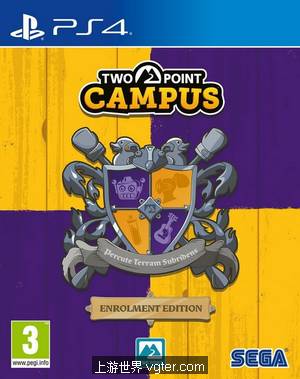 PS4
TWO POINT
CAMPUS
Percute Terram Subridens
ENROLMENT EDITION
3
www.pegi.info
SEGA
上游世界 vgter.com